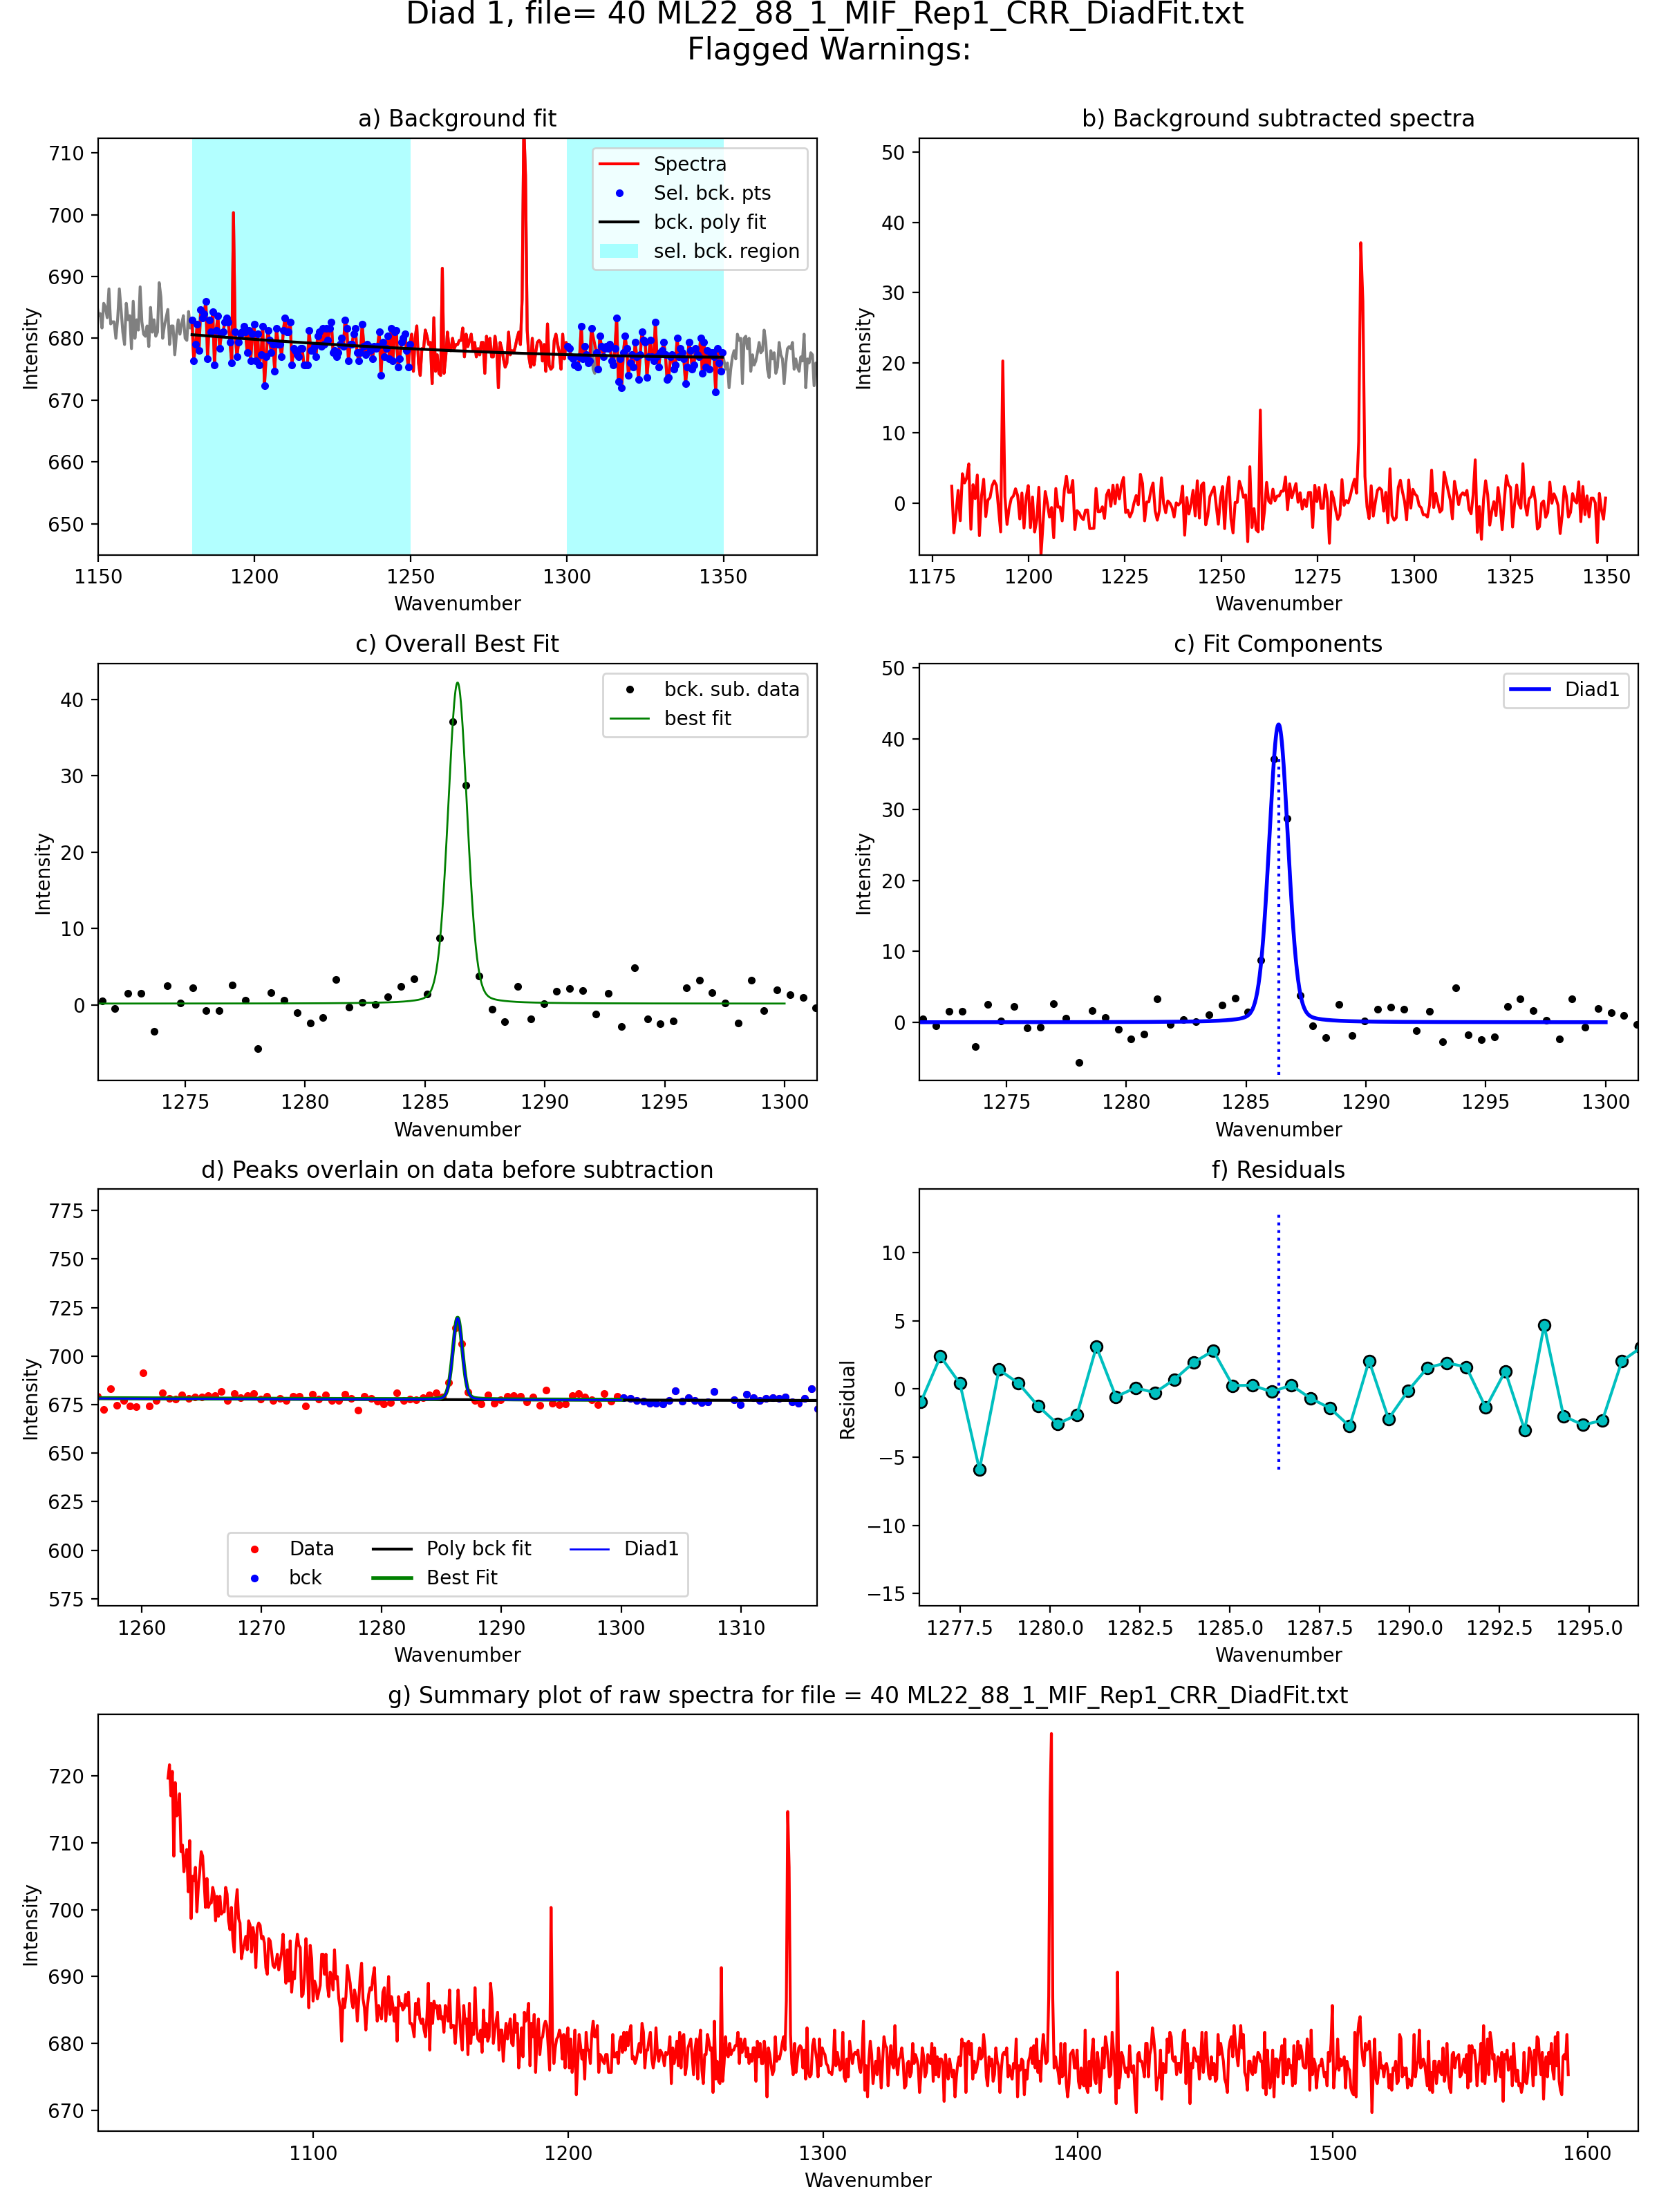 Diad 1, file= 40 ML22_88_1_MIF_Rep1_CRR_DiadFit.txt
Flagged Warnings:
a) Background fit
710
700
690
680
670
660
650
Intensity
Spectra
Sel. bck. pts
bck. poly fit
sel. bck. region
1150 1200 1250 1300 1350
Wavenumber
b) Background subtracted spectra
50
40
30
20
10
0
Intensity
1175 1200 1225 1250 1275 1300 1325 1350
Wavenumber
c) Overall Best Fit
40
30
20
10
0
Intensity
bck. sub. data
best fit
1275 1280 1285 1290 1295 1300
Wavenumber
c) Fit Components
50
40
30
20
10
0
Intensity
Diad1
1275 1280 1285 1290 1295 1300
Wavenumber
d) Peaks overlain on data before subtraction
775
750
725
700
675
650
625
600
575
Intensity
Data Poly bck fit Diad1
bck Best Fit
1260 1270 1280 1290 1300 1310
Wavenumber
f) Residuals
10
5
0
−5
−10
−15
Residual
1277.5 1280.0 1282.5 1285.0 1287.5 1290.0 1292.5 1295.0
Wavenumber
g) Summary plot of raw spectra for file = 40 ML22_88_1_MIF_Rep1_CRR_DiadFit.txt
720
710
700
690
680
670
Intensity
1100 1200 1300 1400 1500 1600
Wavenumber